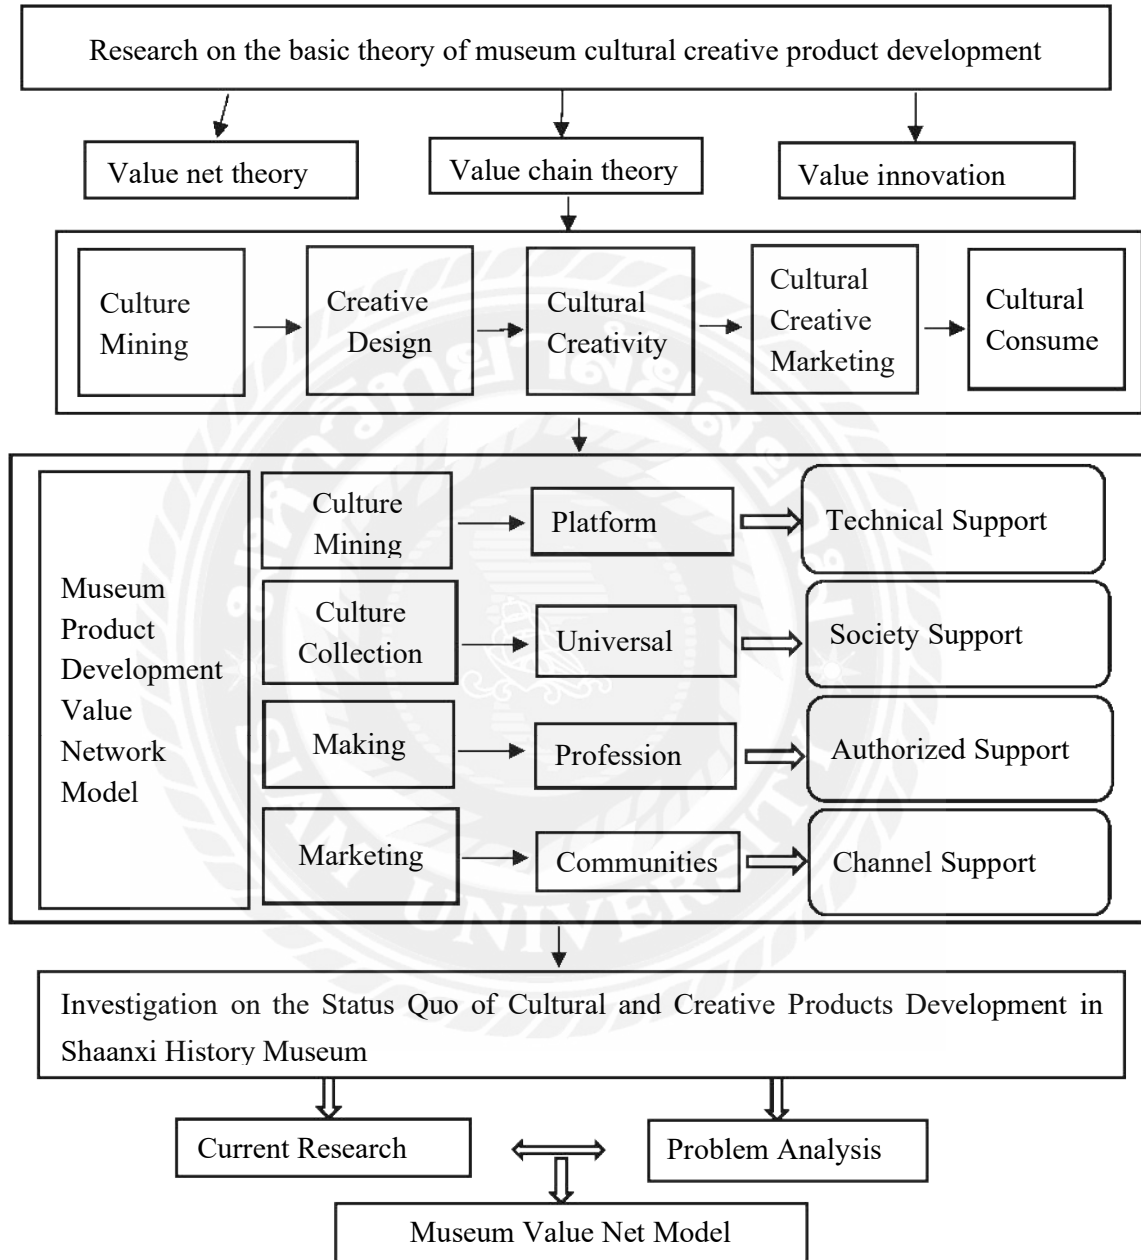 Research on the basic theory of museum cultural creative product development
Value net theory
Value chain theory
Value innovation
Culture
Mining
Creative
Design
Cultural
Creativity
Cultural
Creative
Marketing
Cultural
Consume
Museum
Product
Development
Value
Network
Model
Culture
Mining
Platform
Technical Support
Culture
Collection
Universal
Society Support
Making
Profession
Authorized Support
Marketing
Communities
Channel Support
Investigation on the Status Quo of Cultural and Creative Products Development in
Shaanxi History Museum
Current Research
Problem Analysis
Museum Value Net Model
SIAM UNIVERSITY